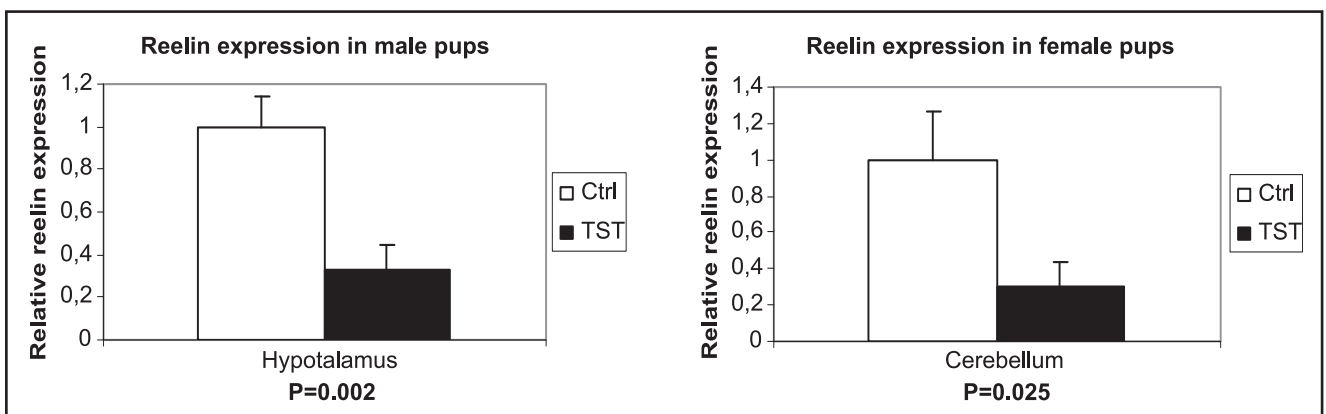 Reelin expression in male pups
Relative reelin expression
1,2
1
0,8
0,6
0,4
0,2
0
Ctrl
TST
Hypotalamus
P=0.002
Reelin expression in female pups
Relative reelin expression
1,4
1,2
1
0,8
0,6
0,4
0,2
0
Ctrl
TST
Cerebellum
P=0.025